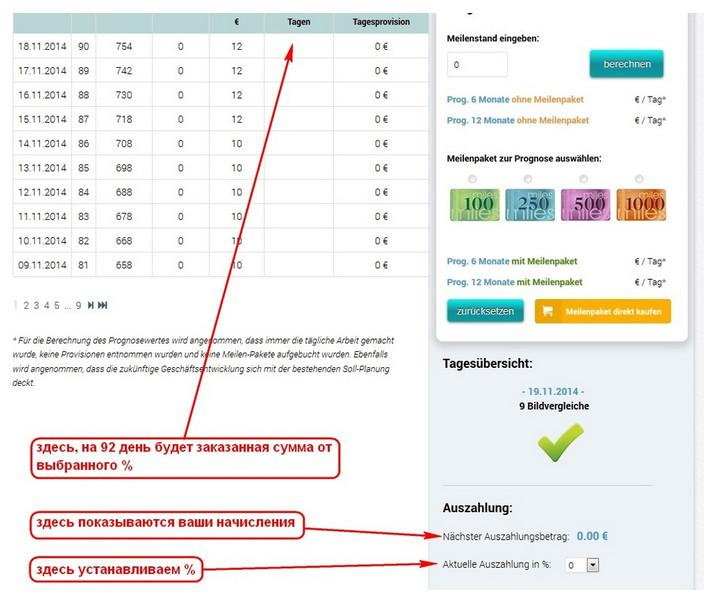 € Tagen Tagesprovision
18.11.2014 90 754 0 12 0 €
17.11.2014 89 742 0 12 0 €
16.11.2014 88 730 0 12 0 €
15.11.2014 87 718 0 12 0 €
14.11.2014 86 708 0 10 0 €
13.11.2014 85 698 0 10 0 €
12.11.2014 84 688 0 10 0 €
11.11.2014 83 678 0 10 0 €
10.11.2014 82 668 0 10 0 €
09.11.2014 81 658 0 10 0 €
1 2 3 4 5 ... 9
* Für die Berechnung des Prognosewertes wird angenommen, dass immer die tägliche Arbeit gemacht
wurde, keine Provisionen entnommen wurden und keine Meilen-Pakete aufgebucht wurden. Ebenfalls
wird angenommen, dass die zukünftige Geschäftsentwicklung sich mit der bestehenden Soll-Planung
deckt.
здесь, на 92 день будет заказанная сумма от
выбранного %
здесь показываются ваши начисления
здесь устанавливаем %
Meilenstand eingeben:
0 berechnen
Prog. 6 Monate ohne Meilenpaket € / Tag*
Prog. 12 Monate ohne Meilenpaket € / Tag*
Meilenpaket zur Prognose auswählen:
100 miles 250 miles 500 miles 1000 miles
Prog. 6 Monate mit Meilenpaket € / Tag*
Prog. 12 Monate mit Meilenpaket € / Tag*
zurücksetzen Meilenpaket direkt kaufen
Tagesübersicht:
- 19.11.2014 -
9 Bildvergleiche
Auszahlung:
Nächster Auszahlungsbetrag: 0.00 €
Aktuelle Auszahlung in %: 0